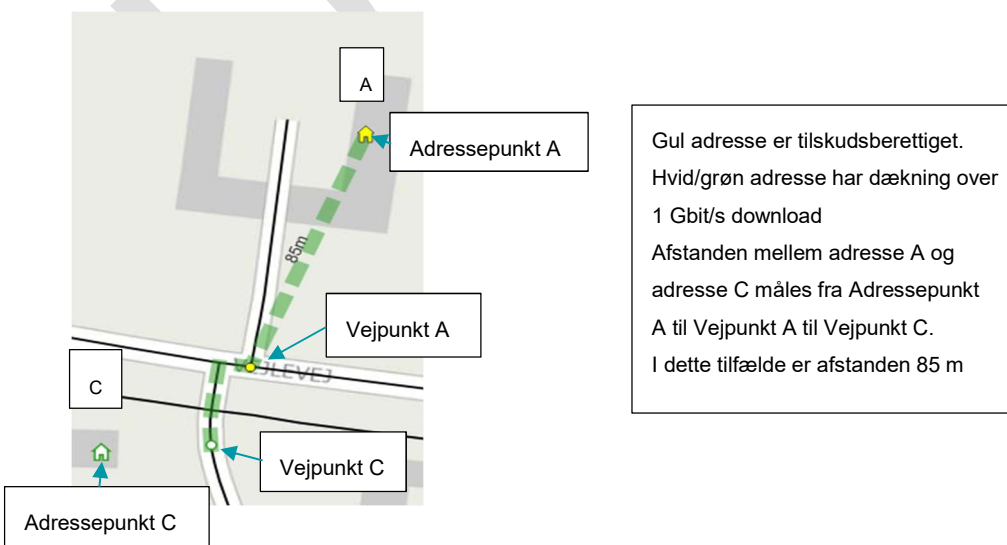 A
Adressepunkt A
85m
Vejpunkt A
VEJLEVEJ
C
Vejpunkt C
Adressepunkt C
Gul adresse er tilskudsberettiget.
Hvid/grøn adresse har dækning over
1 Gbit/s download
Afstanden mellem adresse A og
adresse C måles fra Adressepunkt
A til Vejpunkt A til Vejpunkt C.
I dette tilfælde er afstanden 85 m